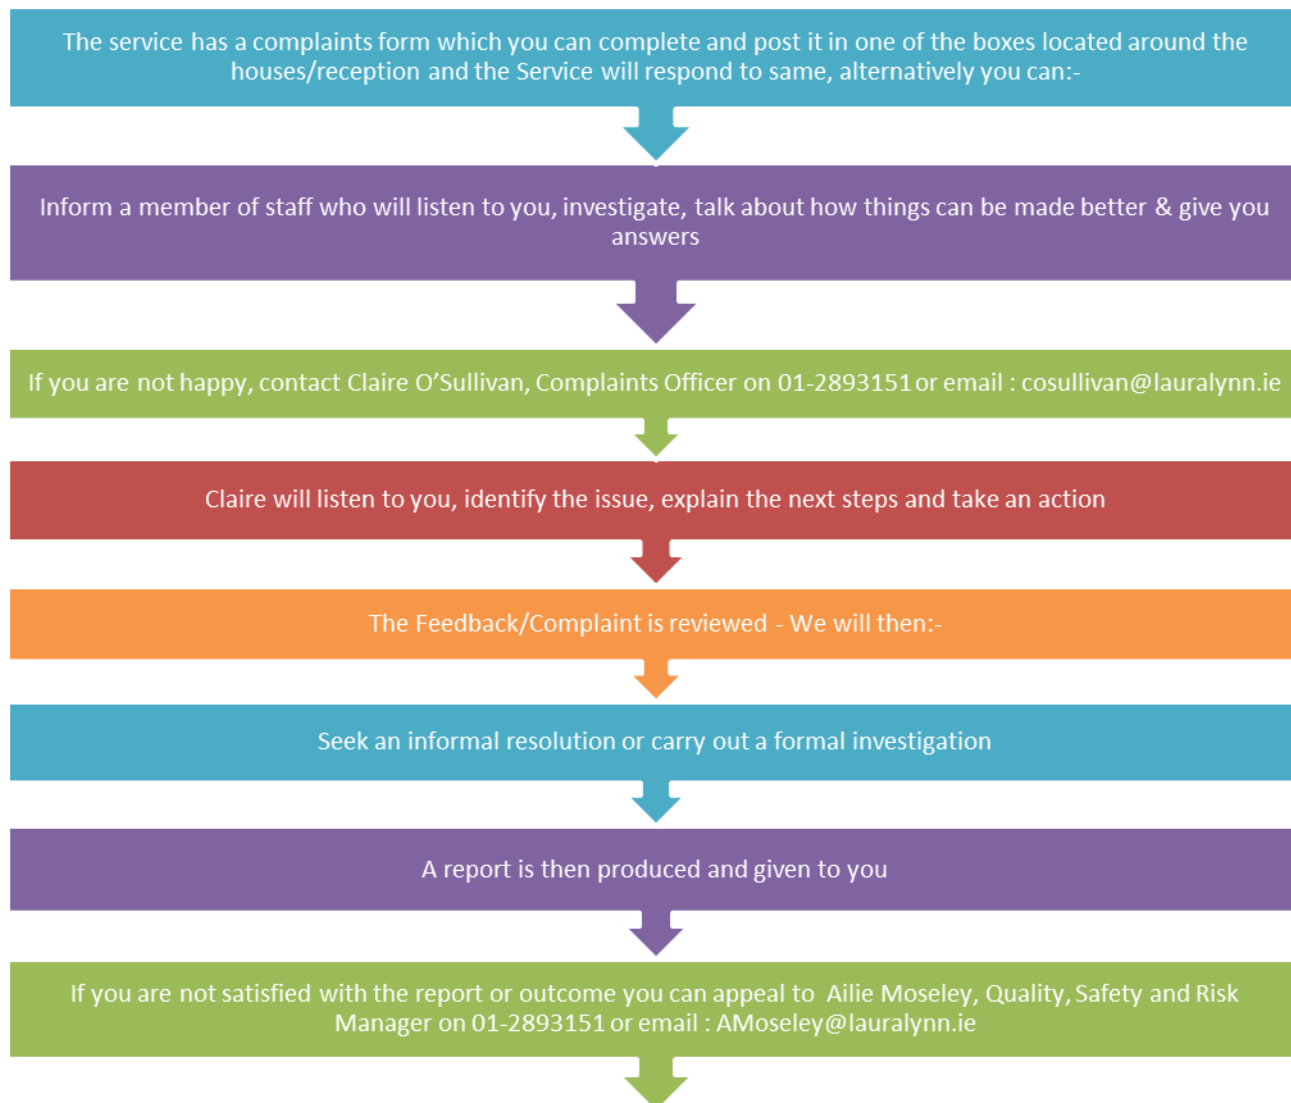 The service has a complaints form which you can complete and post it in one of the boxes located around the
houses/reception and the Service will respond to same, alternatively you can:-
Inform a member of staff who will listen to you, investigate, talk about how things can be made better & give you
answers
If you are not happy, contact Claire O’Sullivan, Complaints Officer on 01-2893151 or email : cosullivan@lauralynn.ie
Claire will listen to you, identify the issue, explain the next steps and take an action
The Feedback/Complaint is reviewed - We will then:-
Seek an informal resolution or carry out a formal investigation
A report is then produced and given to you
If you are not satisfied with the report or outcome you can appeal to Ailie Moseley, Quality, Safety and Risk
Manager on 01-2893151 or email : AMoseley@lauralynn.ie